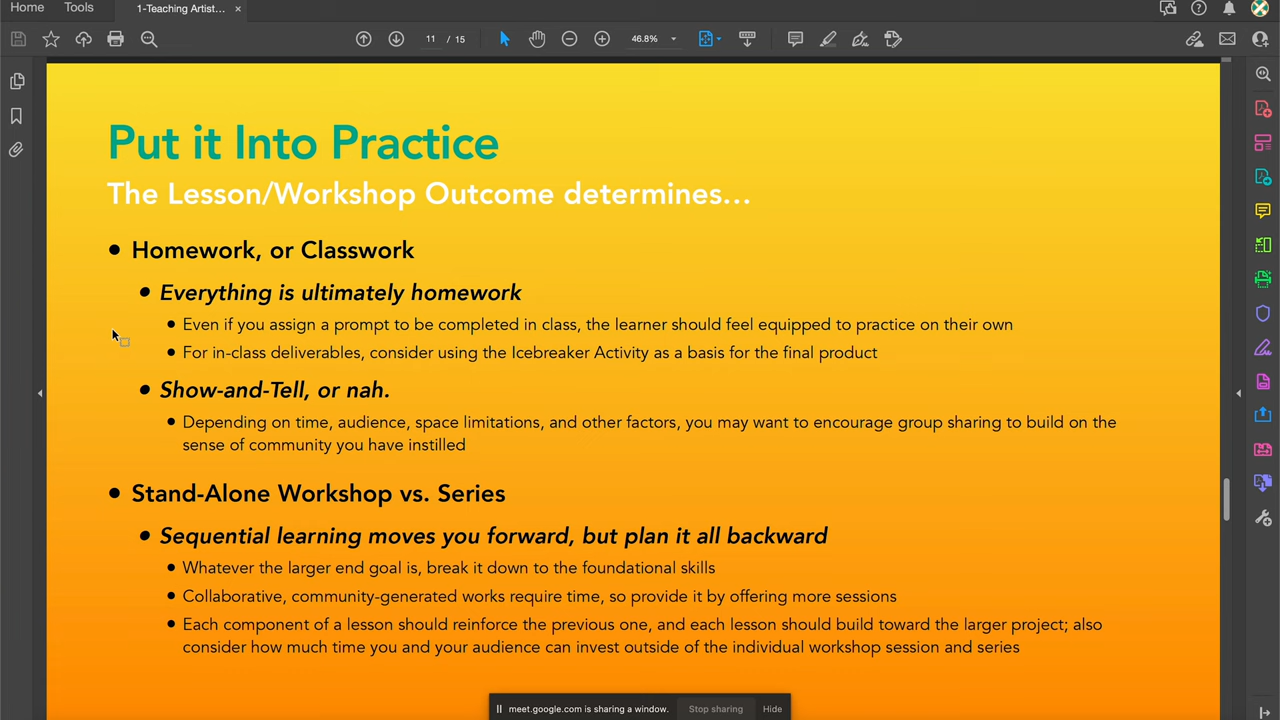 Home
Tools
1-Teaching Artist...
×
11 / 15
46.8%
Put it Into Practice
The Lesson/Workshop Outcome determines...
• Homework, or Classwork
• Everything is ultimately homework
• Even if you assign a prompt to be completed in class, the learner should feel equipped to practice on their own
• For in-class deliverables, consider using the Icebreaker Activity as a basis for the final product
• Show-and-Tell, or nah.
• Depending on time, audience, space limitations, and other factors, you may want to encourage group sharing to build on the
sense of community you have instilled
• Stand-Alone Workshop vs. Series
• Sequential learning moves you forward, but plan it all backward
• Whatever the larger end goal is, break it down to the foundational skills
• Collaborative, community-generated works require time, so provide it by offering more sessions
• Each component of a lesson should reinforce the previous one, and each lesson should build toward the larger project; also
consider how much time you and your audience can invest outside of the individual workshop session and series
meet.google.com is sharing a window.
Stop sharing
Hide